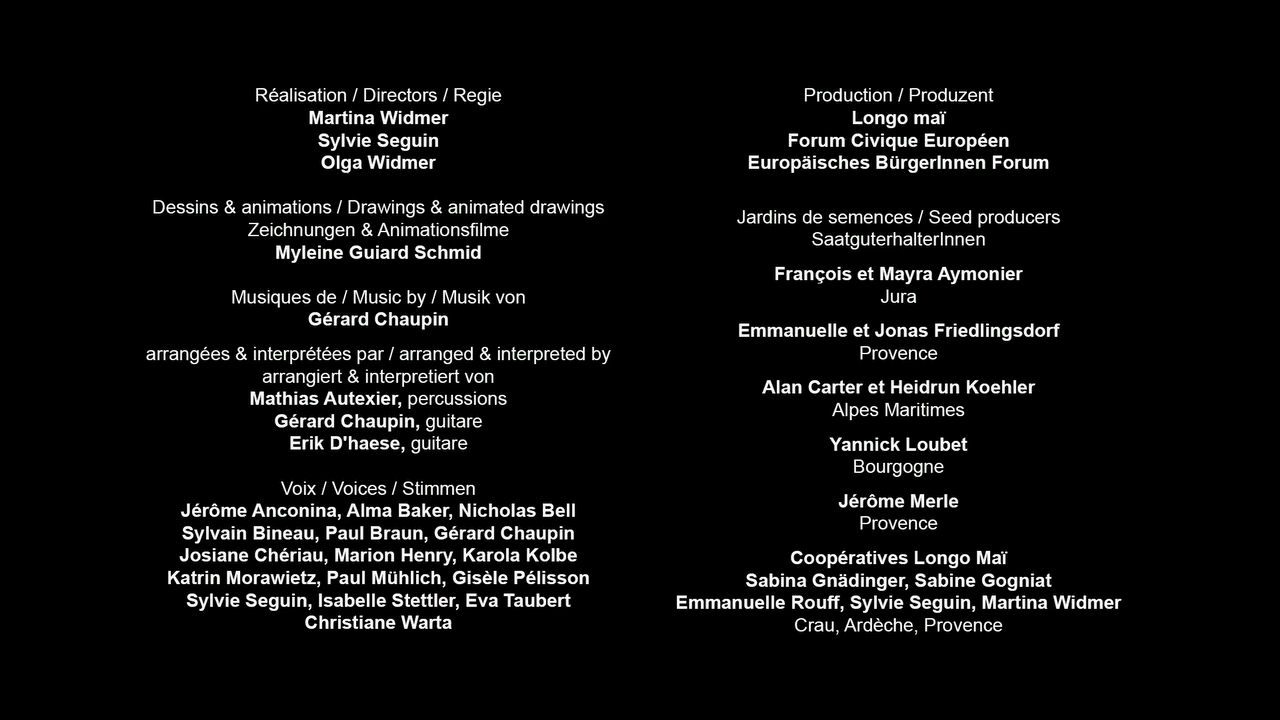 Réalisation / Directors / Regie
Martina Widmer
Sylvie Seguin
Olga Widmer
Dessins & animations / Drawings & animated drawings
Zeichnungen & Animationsfilme
Myleine Guiard Schmid
Musiques de / Music by / Musik von
Gérard Chaupin
arrangées & interprétées par / arranged & interpreted by
arrangiert & interpretiert von
Mathias Autexier, percussions
Gérard Chaupin, guitare
Erik D'haese, guitare
Voix / Voices / Stimmen
Jérôme Anconina, Alma Baker, Nicholas Bell
Sylvain Bineau, Paul Braun, Gérard Chaupin
Josiane Chériau, Marion Henry, Karola Kolbe
Katrin Morawietz, Paul Mühlich, Gisèle Pélisson
Sylvie Seguin, Isabelle Stettler, Eva Taubert
Christiane Warta
Production / Produzent
Longo maï
Forum Civique Européen
Europäisches BürgerInnen Forum
Jardins de semences / Seed producers
SaatguterhalterInnen
François et Mayra Aymonier
Jura
Emmanuelle et Jonas Friedlingsdorf
Provence
Alan Carter et Heidrun Koehler
Alpes Maritimes
Yannick Loubet
Bourgogne
Jérôme Merle
Provence
Coopératives Longo Maï
Sabina Gnädinger, Sabine Gogniat
Emmanuelle Rouff, Sylvie Seguin, Martina Widmer
Crau, Ardèche, Provence